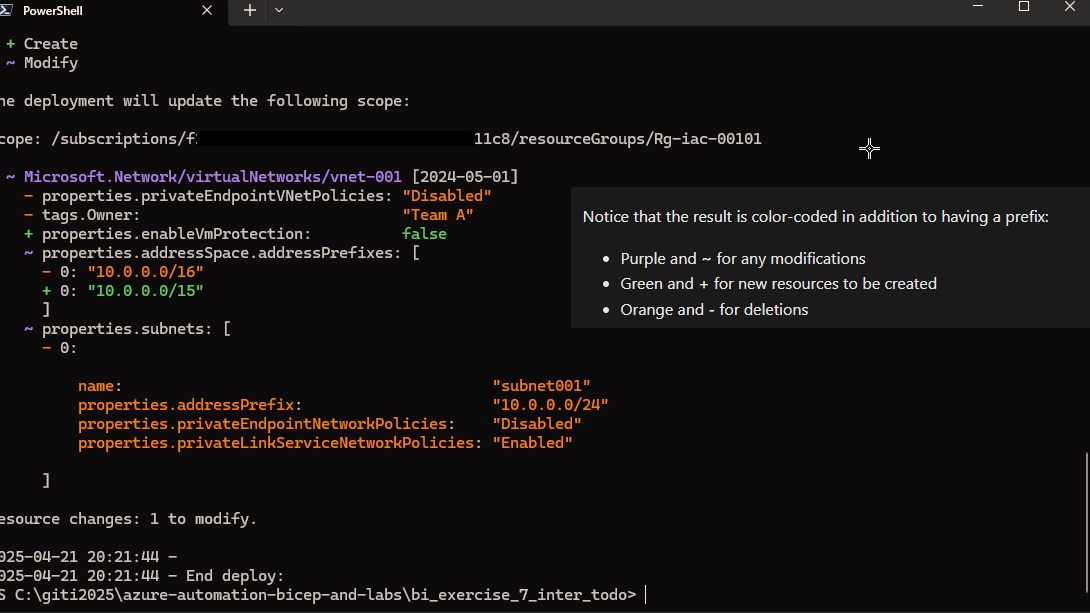 PowerShell
+ Create
~ Modify
he deployment will update the following scope:
cope: /subscriptions/f 11c8/resourceGroups/Rg-iac-00101
~ Microsoft.Network/virtualNetworks/vnet-001 [2024-05-01]
- properties.privateEndpointVNetPolicies: "Disabled"
- tags.Owner: "Team A"
+ properties.enableVmProtection: false
~ properties.addressSpace.addressPrefixes: [
- 0: "10.0.0.0/16"
+ 0: "10.0.0.0/15"
]
~ properties.subnets: [
- 0:
name: "subnet001"
properties.addressPrefix: "10.0.0.0/24"
properties.privateEndpointNetworkPolicies: "Disabled"
properties.privateLinkServiceNetworkPolicies: "Enabled"
]
esource changes: 1 to modify.
025-04-21 20:21:44 -
025-04-21 20:21:44 - End deploy:
S C:\giti2025\azure-automation-bicep-and-labs\bi_exercise_7_inter_todo>
Notice that the result is color-coded in addition to having a prefix:
• Purple and ~ for any modifications
• Green and + for new resources to be created
• Orange and - for deletions